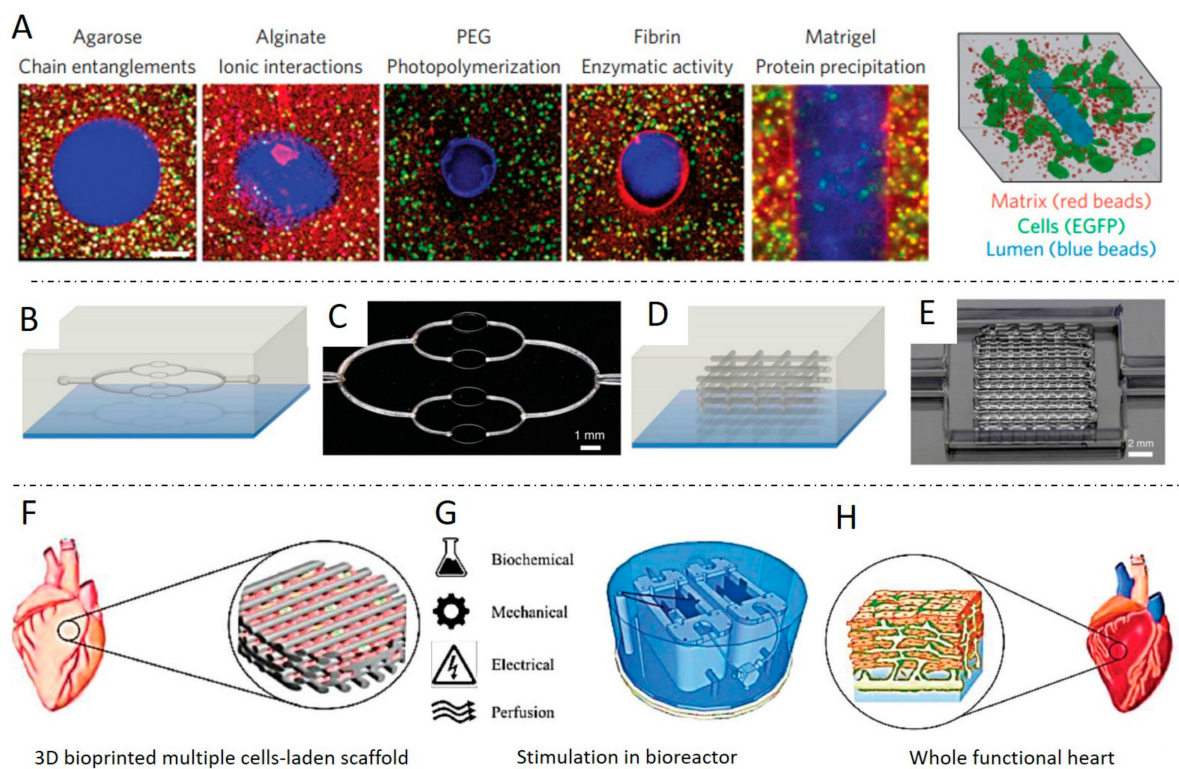 A
Agarose
Chain entanglements
Alginate
Ionic interactions
PEG
Photopolymerization
Fibrin
Enzymatic activity
Matrigel
Protein precipitation
Matrix (red beads)
Cells (EGFP)
Lumen (blue beads)
B
C
1 mm
D
E
2 mm
F
G
Biochemical
Mechanical
Electrical
Perfusion
H
3D bioprinted multiple cells-laden scaffold
Stimulation in bioreactor
Whole functional heart